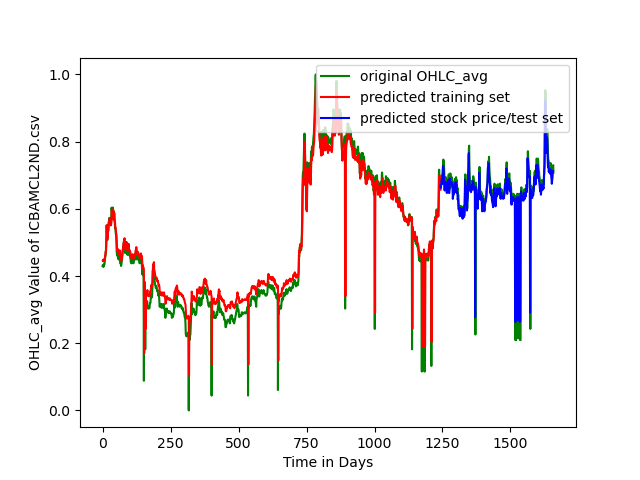 original OHLC_avg
predicted training set
predicted stock price/test set
OHLC_avg Value of ICBAMCL2ND.csv
1.0
0.8
0.6
0.4
0.2
0.0
0 250 500 750 1000 1250 1500
Time in Days